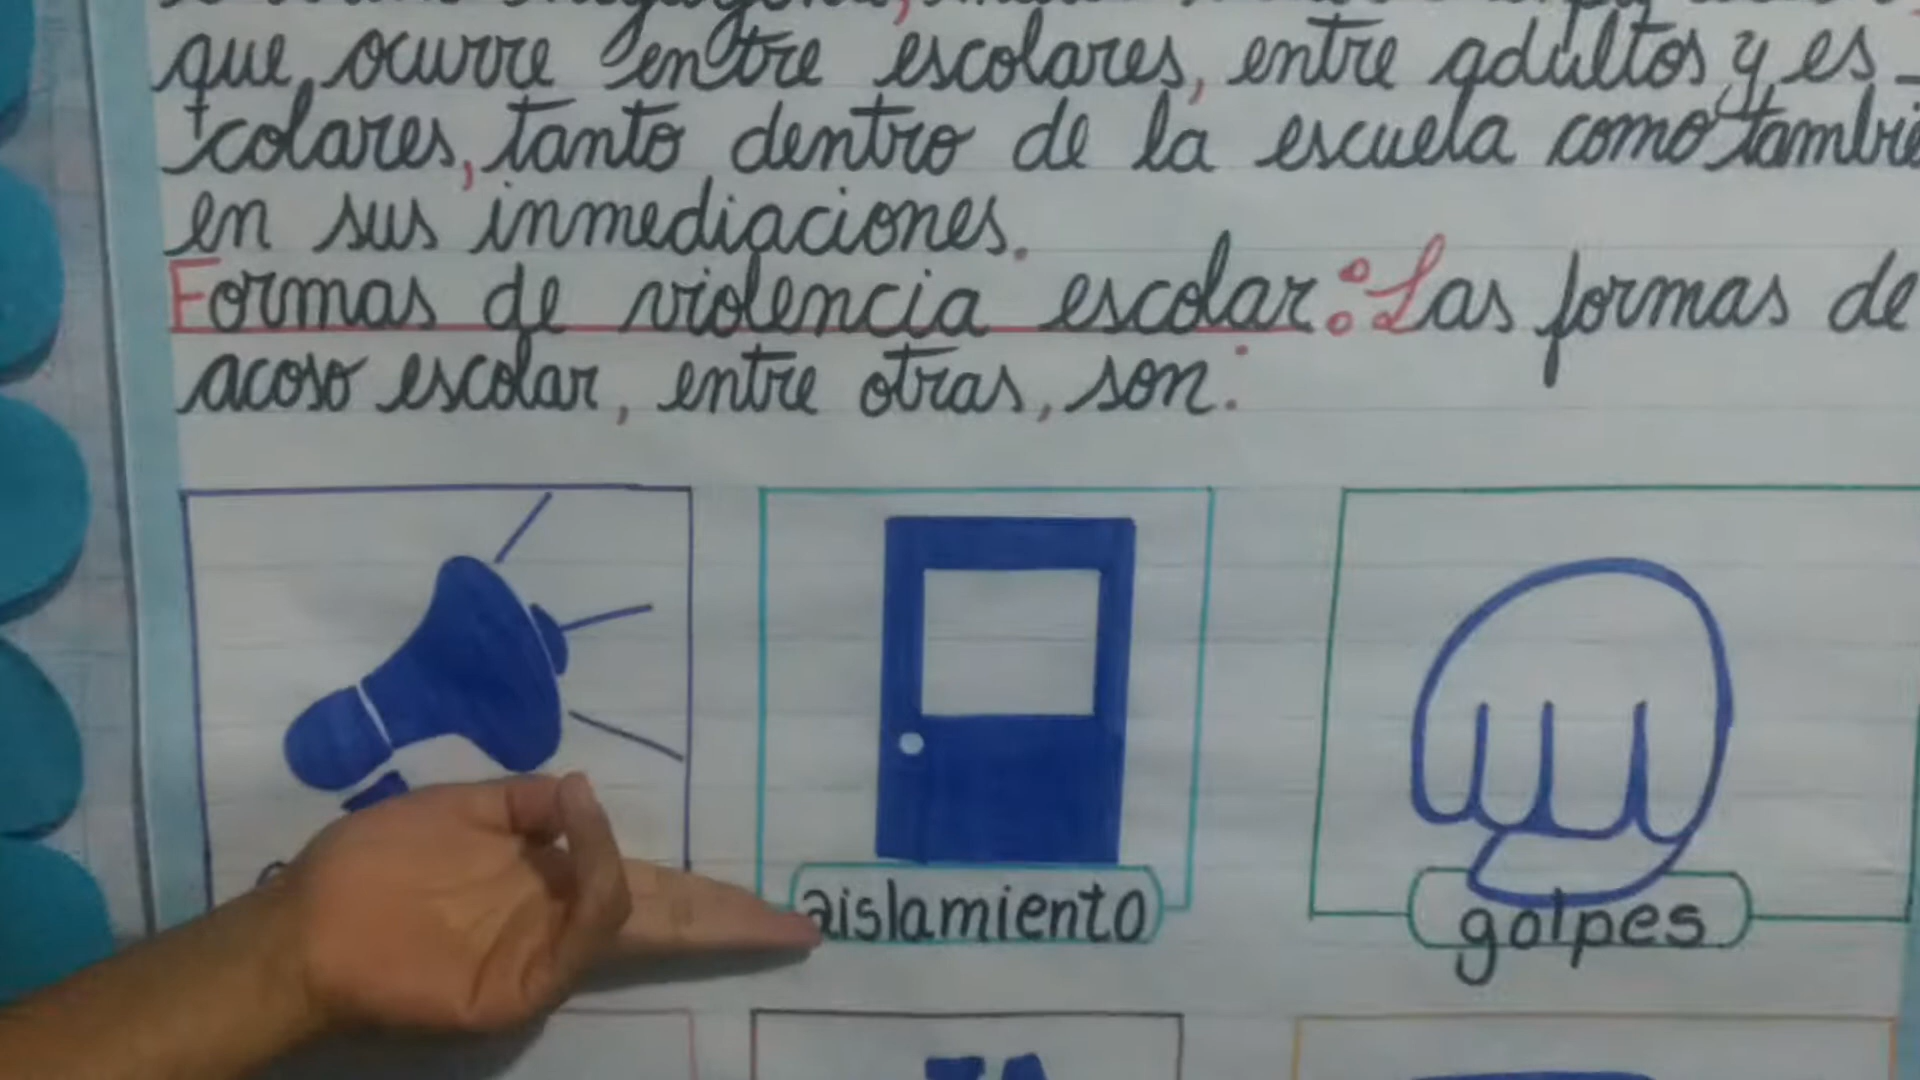 que ocurre entre escolares, entre adultos y es_
colares, tanto dentro de la escuela como tambié
en sus inmediaciones.
Formas de violencia escolar: Las formas de
acoso escolar, entre otras, son:
aislamiento
golpes